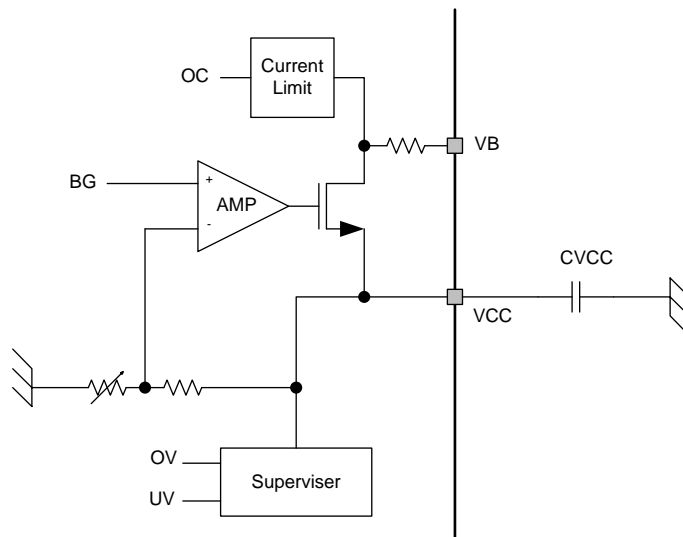 Current
Limit
OC
VB
BG
+
AMP
-
CVCC
VCC
OV
Superviser
UV